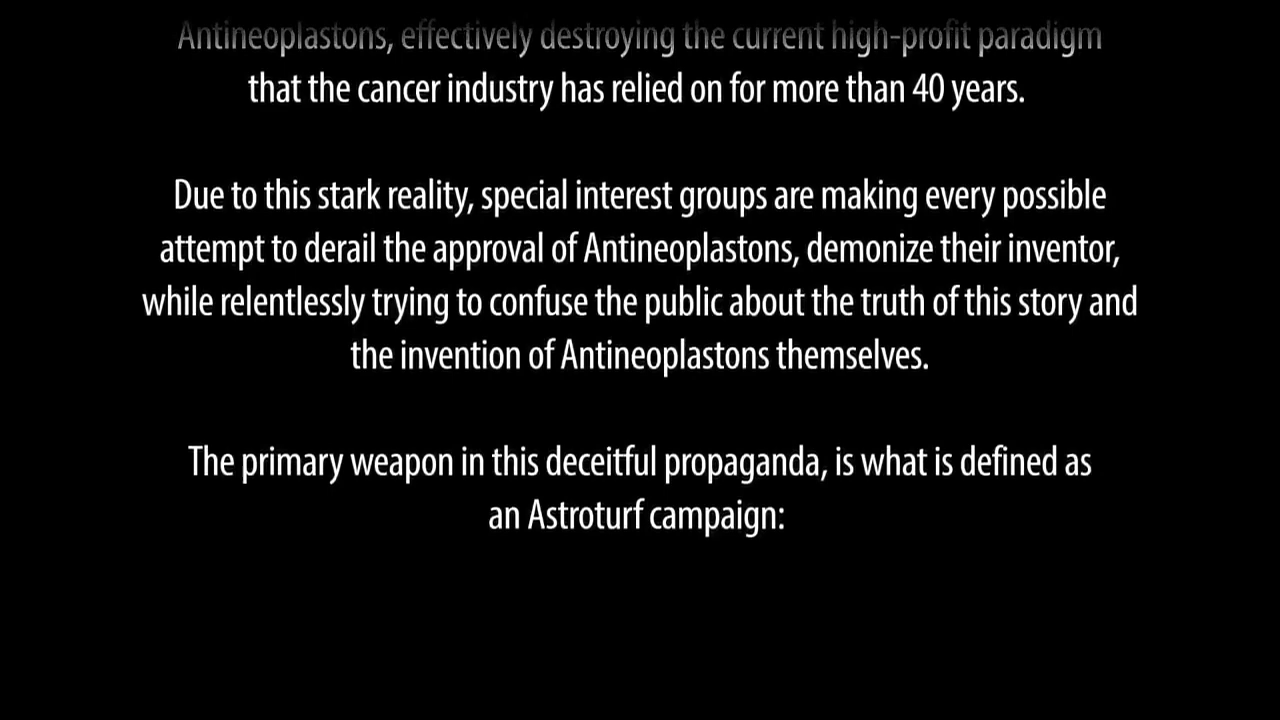 Antineoplastons, effectively destroying the current high-profit paradigm
that the cancer industry has relied on for more than 40 years.
Due to this stark reality, special interest groups are making every possible
attempt to derail the approval of Antineoplastons, demonize their inventor,
while relentlessly trying to confuse the public about the truth of this story and
the invention of Antineoplastons themselves.
The primary weapon in this deceitful propaganda, is what is defined as
an Astroturf campaign: